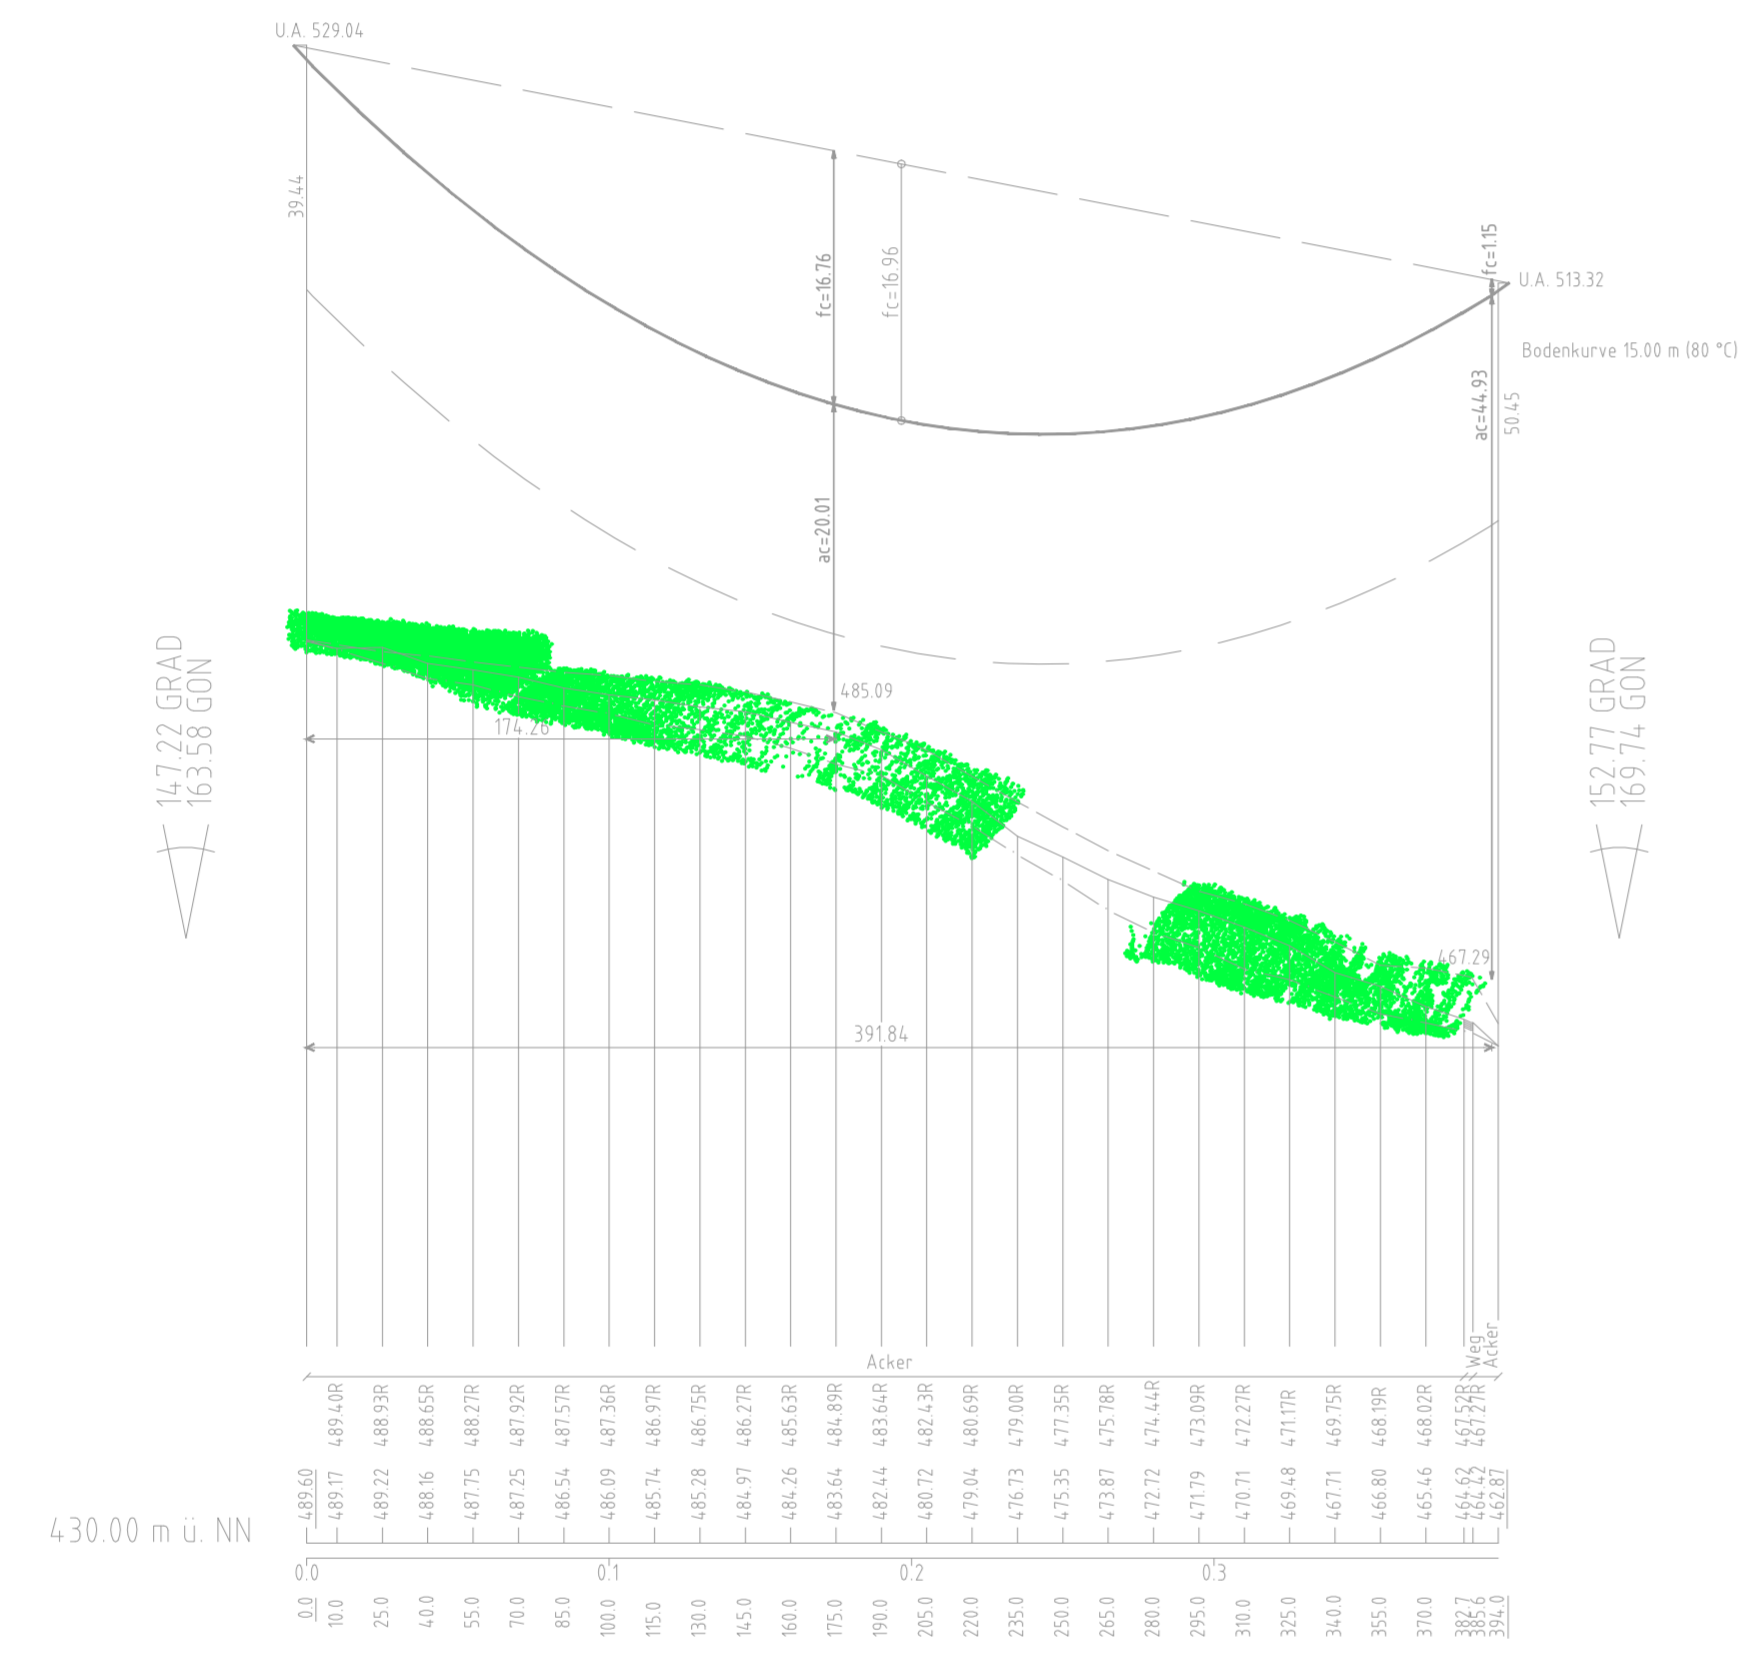 U.A. 529.04
39.44
fc=16.76
fc=16.96
fc=1.15
U.A. 513.32
Bodenkurve 15.00 m (80 °C)
ac=44.93
50.45
ac=20.01
147.22 GRAD
163.58 GON
152.77 GRAD
169.74 GON
485.09
174.26
467.29
391.84
Acker
Weg
Acker
489.40R 488.93R 488.65R 488.27R 487.92R 487.57R 487.36R 486.97R 486.75R 486.27R 485.63R 484.89R 483.64R 482.43R 480.69R 479.00R 477.35R 475.78R 474.44R 473.09R 472.27R 471.17R 469.75R 468.19R 468.02R 467.52R 467.27R
489.60 489.17 489.22 488.16 487.75 487.25 486.54 486.09 485.74 485.28 484.97 484.26 483.64 482.44 480.72 479.04 476.73 475.35 473.87 472.72 471.79 470.71 469.48 467.71 466.80 465.46 464.62 464.42 462.87
430.00 m ü. NN
0.0 0.1 0.2 0.3
0.0 10.0 25.0 40.0 55.0 70.0 85.0 100.0 115.0 130.0 145.0 160.0 175.0 190.0 205.0 220.0 235.0 250.0 265.0 280.0 295.0 310.0 325.0 340.0 355.0 370.0 382.7 385.6 394.0